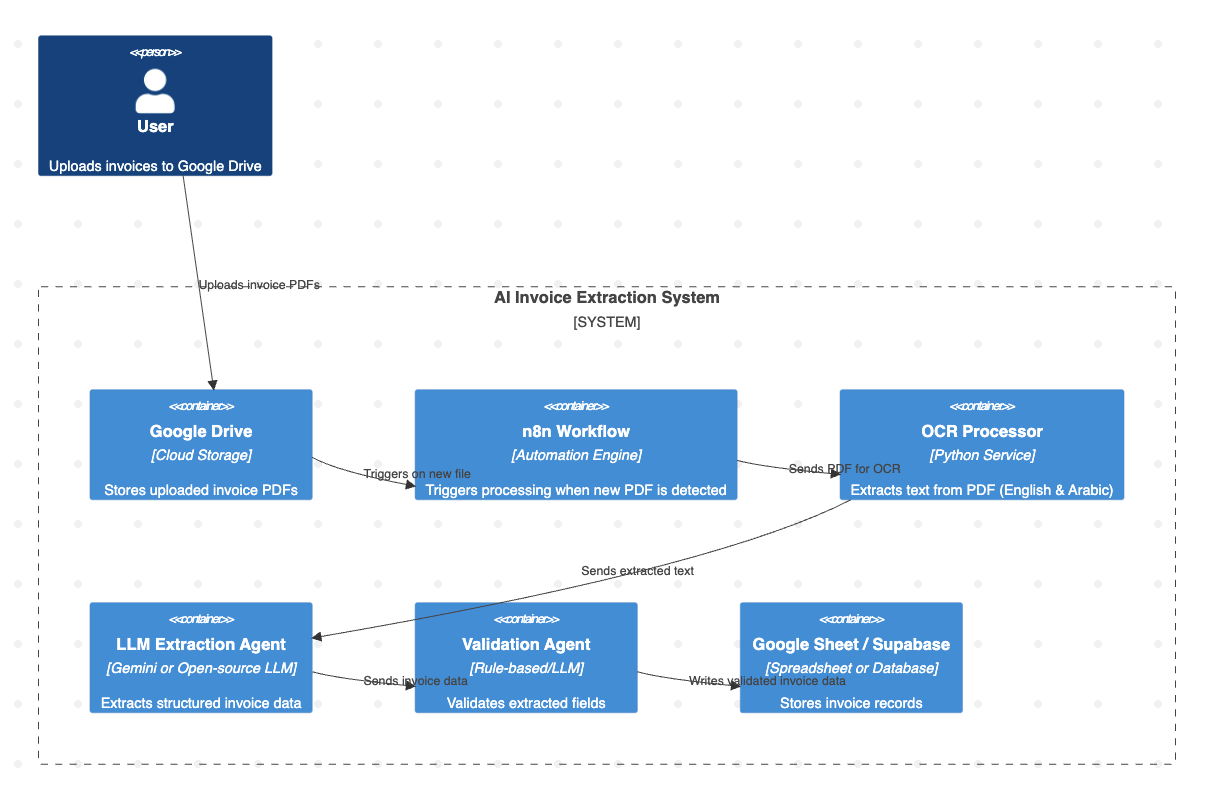 <<person>>
User
Uploads invoices to Google Drive
Uploads invoice PDFs
AI Invoice Extraction System
[SYSTEM]
<<container>>
Google Drive
[Cloud Storage]
Stores uploaded invoice PDFs
Triggers on new file
<<container>>
n8n Workflow
[Automation Engine]
Triggers processing when new PDF is detected
Sends PDF for OCR
<<container>>
OCR Processor
[Python Service]
Extracts text from PDF (English & Arabic)
Sends extracted text
<<container>>
LLM Extraction Agent
[Gemini or Open-source LLM]
Extracts structured invoice data
Sends invoice data
<<container>>
Validation Agent
[Rule-based/LLM]
Validates extracted fields
Writes validated invoice data
<<container>>
Google Sheet / Supabase
[Spreadsheet or Database]
Stores invoice records